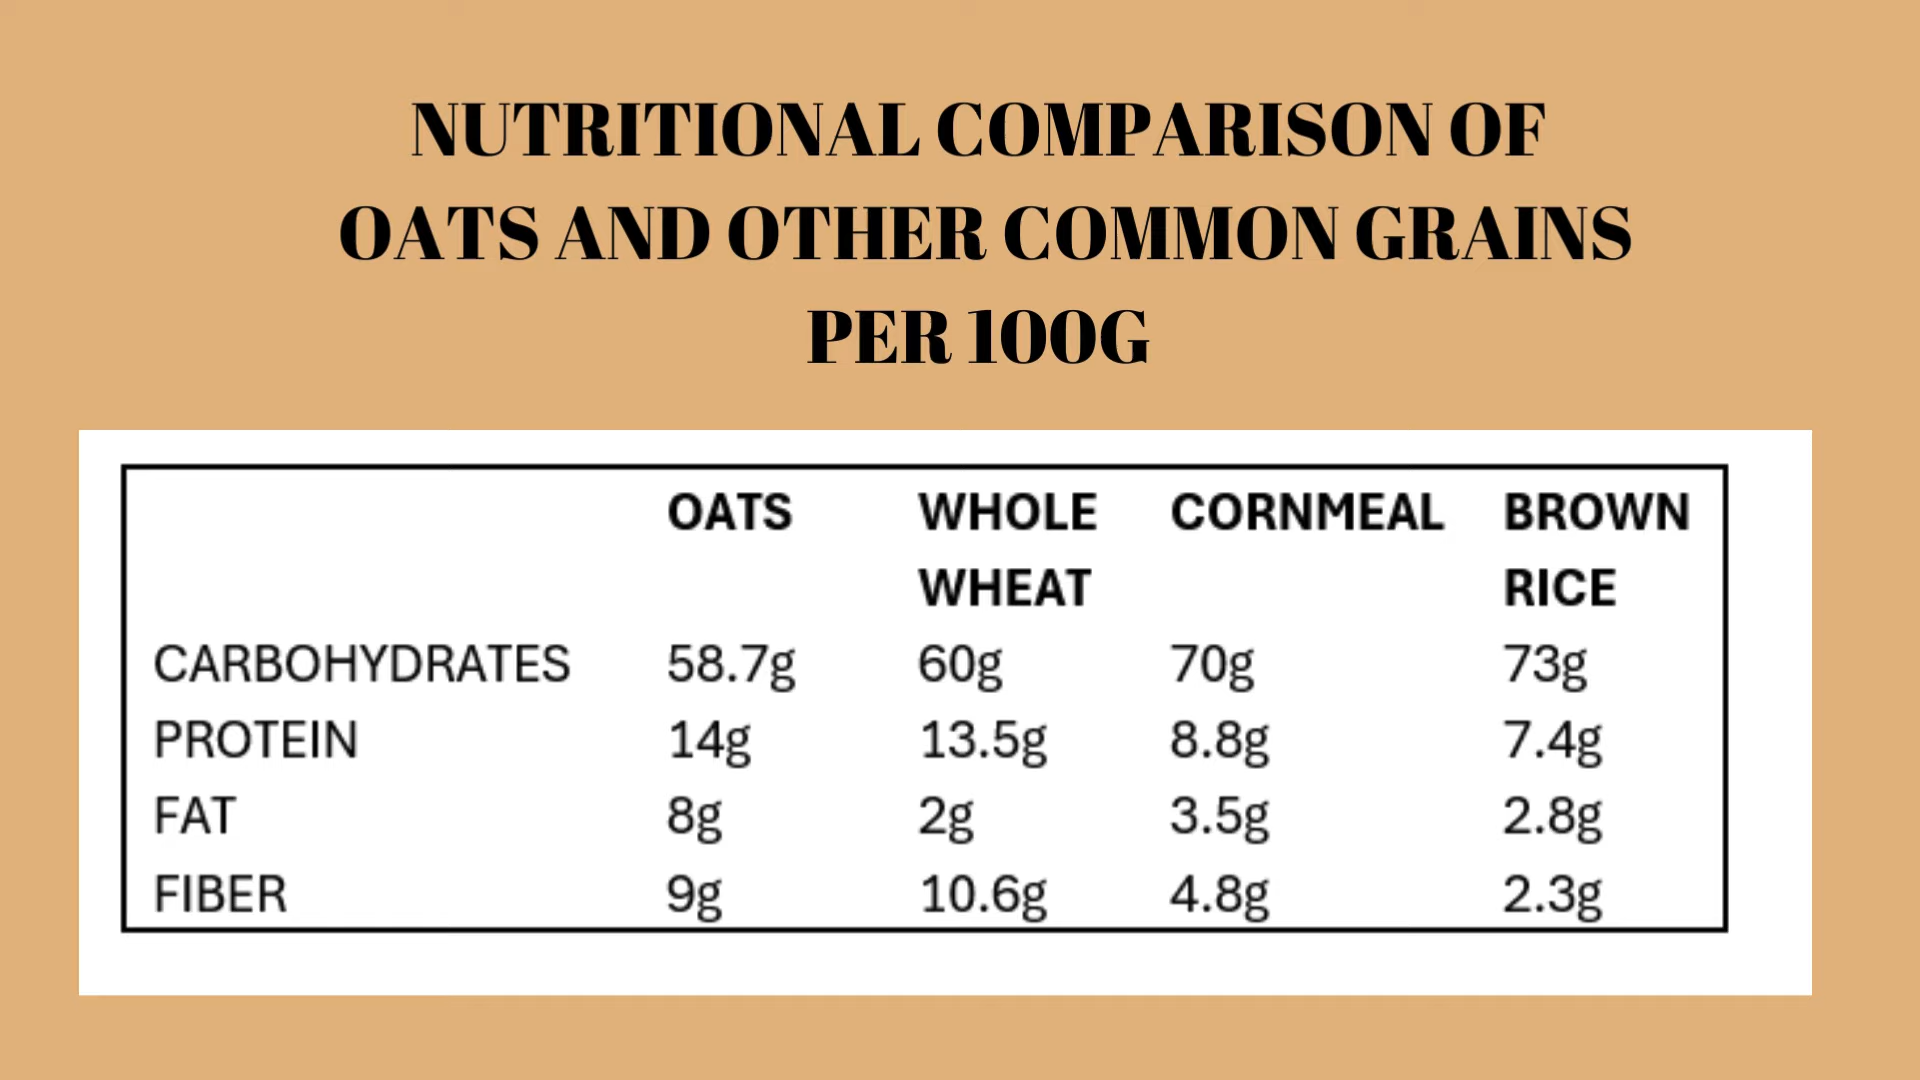 NUTRITIONAL COMPARISON OF
OATS AND OTHER COMMON GRAINS
PER 100G
OATS WHOLE WHEAT CORNMEAL BROWN RICE
CARBOHYDRATES 58.7g 60g 70g 73g
PROTEIN 14g 13.5g 8.8g 7.4g
FAT 8g 2g 3.5g 2.8g
FIBER 9g 10.6g 4.8g 2.3g